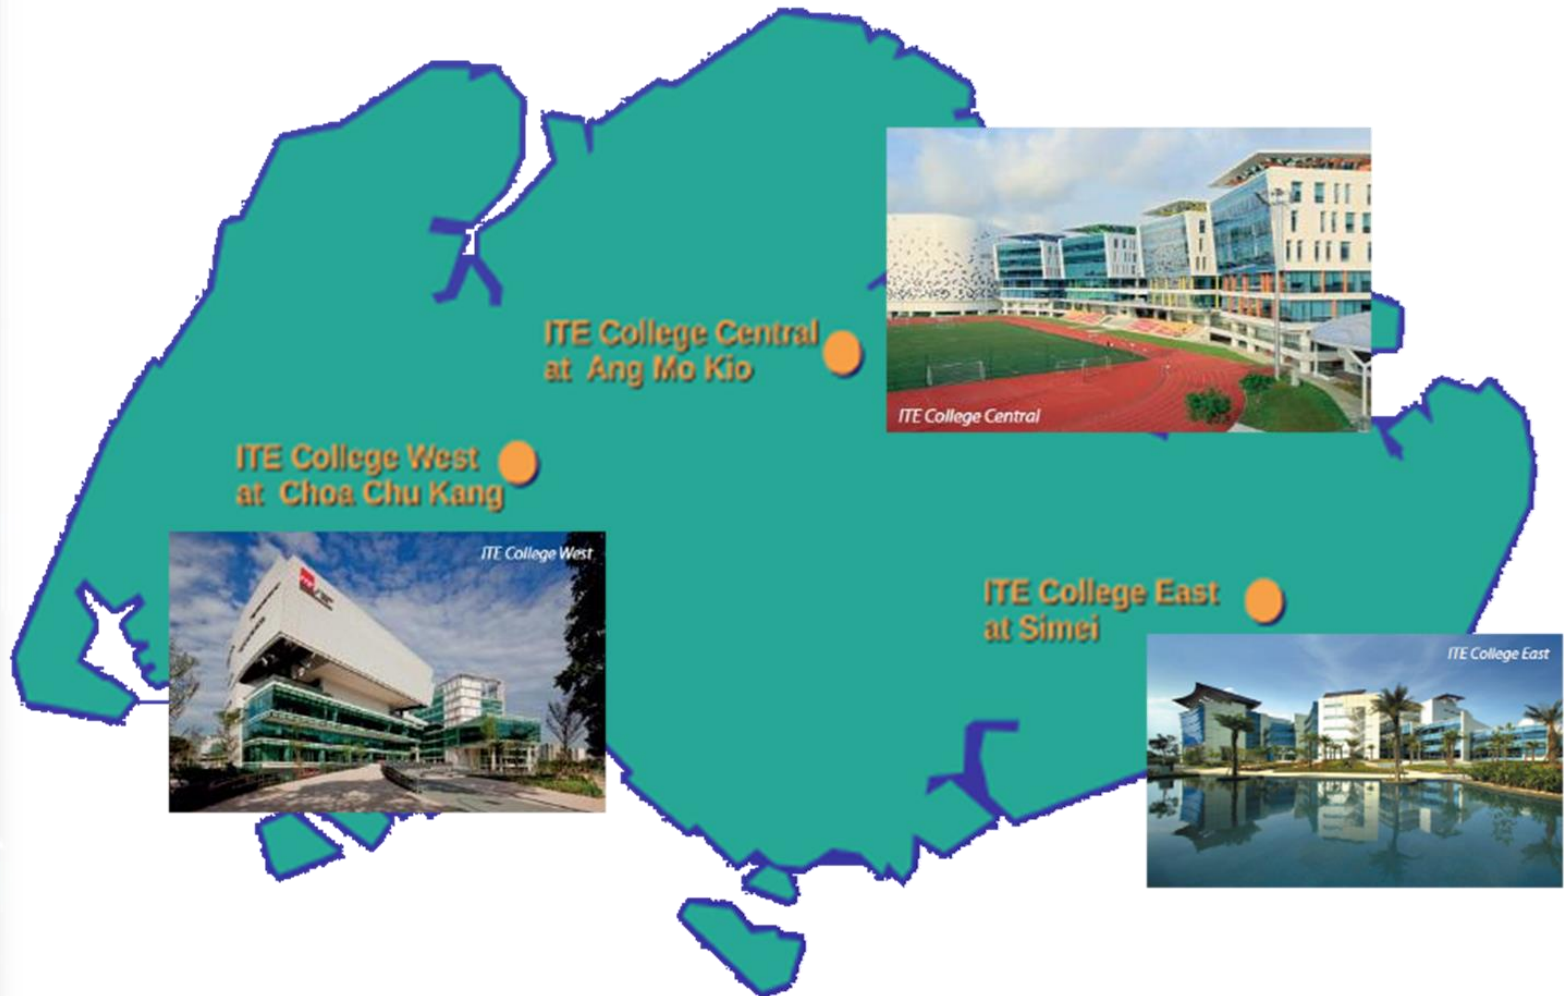 ITE College Central
at Ang Mo Kio
ITE College Central
ITE College West
at Choa Chu Kang
ITE College West
ITE College East
at Simei
ITE College East